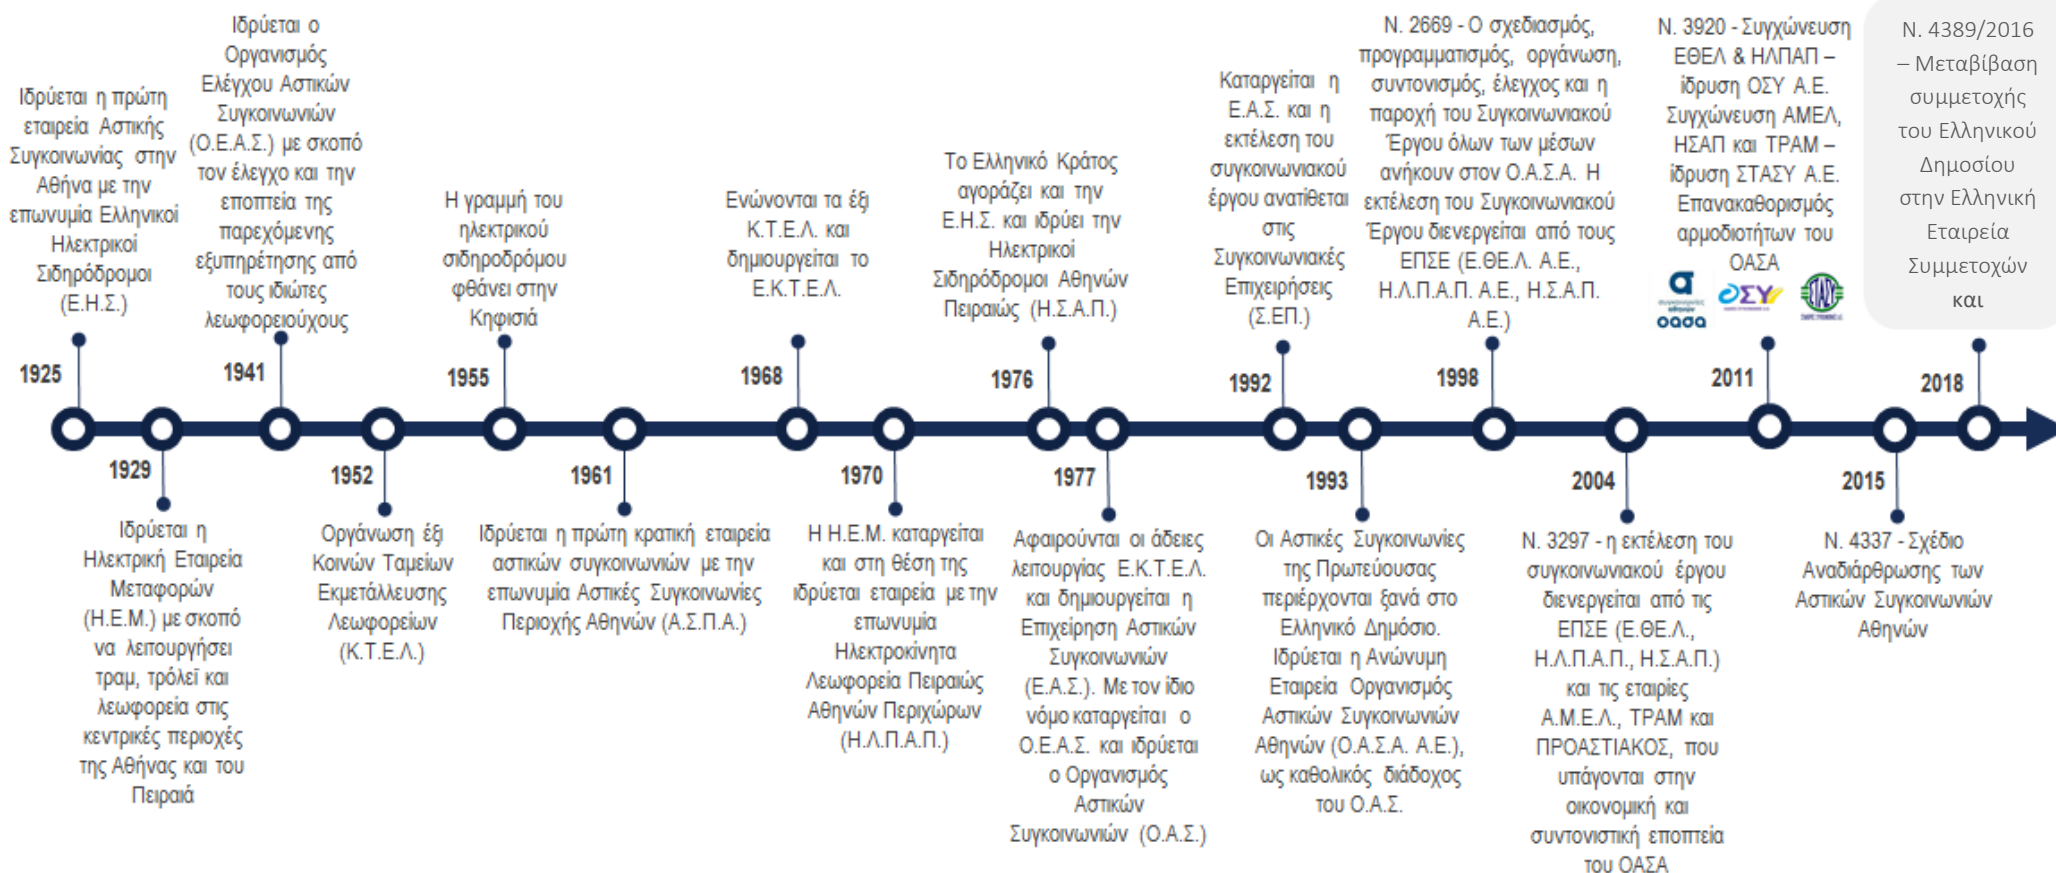 Ιδρύεται η πρώτη
εταιρεία Αστικής
Συγκοινωνίας στην
Αθήνα με την
επωνυμία Ελληνικοί
Ηλεκτρικοί
Σιδηρόδρομοι
(Ε.Η.Σ.)
1925
1929
Ιδρύεται η
Ηλεκτρική Εταιρεία
Μεταφορών
(Η.Ε.Μ.) με σκοπό
να λειτουργήσει
τραμ, τρόλεϊ και
λεωφορεία στις
κεντρικές περιοχές
της Αθήνας και του
Πειραιά
Ιδρύεται ο
Οργανισμός
Ελέγχου Αστικών
Συγκοινωνιών
(Ο.Ε.Α.Σ.) με σκοπό
τον έλεγχο και την
εποπτεία της
παρεχόμενης
εξυπηρέτησης από
τους ιδιώτες
λεωφορειούχους
1941
1952
Οργάνωση έξι
Κοινών Ταμείων
Εκμετάλλευσης
Λεωφορείων
(Κ.Τ.Ε.Λ.)
Η γραμμή του
ηλεκτρικού
σιδηροδρόμου
φθάνει στην
Κηφισιά
1955
1961
Ιδρύεται η πρώτη κρατική εταιρεία
αστικών συγκοινωνιών με την
επωνυμία Αστικές Συγκοινωνίες
Περιοχής Αθηνών (Α.Σ.Π.Α.)
Ενώνονται τα έξι
Κ.Τ.Ε.Λ. και
δημιουργείται το
Ε.Κ.Τ.Ε.Λ.
1968
1970
Η Η.Ε.Μ. καταργείται
και στη θέση της
ιδρύεται εταιρεία με την
επωνυμία
Ηλεκτροκίνητα
Λεωφορεία Πειραιώς
Αθηνών Περιχώρων
(Η.Λ.Π.Α.Π.)
Το Ελληνικό Κράτος
αγοράζει και την
Ε.Η.Σ. και ιδρύει την
Ηλεκτρικοί
Σιδηρόδρομοι Αθηνών
Πειραιώς (Η.Σ.Α.Π.)
1976
1977
Αφαιρούνται οι άδειες
λειτουργίας Ε.Κ.Τ.Ε.Λ.
και δημιουργείται η
Επιχείρηση Αστικών
Συγκοινωνιών
(Ε.Α.Σ.). Με τον ίδιο
νόμο καταργείται ο
Ο.Ε.Α.Σ. και ιδρύεται
ο Οργανισμός
Αστικών
Συγκοινωνιών (Ο.Α.Σ.)
Καταργείται η
Ε.Α.Σ. και η
εκτέλεση του
συγκοινωνιακού
έργου ανατίθεται
στις
Συγκοινωνιακές
Επιχειρήσεις
(Σ.ΕΠ.)
1992
1993
Οι Αστικές Συγκοινωνίες
της Πρωτεύουσας
περιέρχονται ξανά στο
Ελληνικό Δημόσιο.
Ιδρύεται η Ανώνυμη
Εταιρεία Οργανισμός
Αστικών Συγκοινωνιών
Αθηνών (Ο.Α.Σ.Α. Α.Ε.),
ως καθολικός διάδοχος
του Ο.Α.Σ.
Ν. 2669 - Ο σχεδιασμός,
προγραμματισμός, οργάνωση,
συντονισμός, έλεγχος και η
παροχή του Συγκοινωνιακού
Έργου όλων των μέσων
ανήκουν στον Ο.Α.Σ.Α. Η
εκτέλεση του Συγκοινωνιακού
Έργου διενεργείται από τους
ΕΠΣΕ (Ε.ΘΕ.Λ. Α.Ε.,
Η.Λ.Π.Α.Π. Α.Ε., Η.Σ.Α.Π.
Α.Ε.)
1998
2004
Ν. 3297 - η εκτέλεση του
συγκοινωνιακού έργου
διενεργείται από τις
ΕΠΣΕ (Ε.ΘΕ.Λ.,
Η.Λ.Π.Α.Π., Η.Σ.Α.Π.)
και τις εταιρίες
Α.Μ.Ε.Λ., ΤΡΑΜ και
ΠΡΟΑΣΤΙΑΚΟΣ, που
υπάγονται στην
οικονομική και
συντονιστική εποπτεία
του ΟΑΣΑ
Ν. 3920 - Συγχώνευση
ΕΘΕΛ & ΗΛΠΑΠ –
ίδρυση ΟΣΥ Α.Ε.
Συγχώνευση ΑΜΕΛ,
ΗΣΑΠ και ΤΡΑΜ –
ίδρυση ΣΤΑΣΥ Α.Ε.
Επανακαθορισμός
αρμοδιοτήτων του
ΟΑΣΑ
συγκοινωνίες
αθηνών
οασα
ΟΣΥ
ΣΤΑΣΥ
2011
2015
Ν. 4337 - Σχέδιο
Αναδιάρθρωσης των
Αστικών Συγκοινωνιών
Αθηνών
Ν. 4389/2016
– Μεταβίβαση
συμμετοχής
του Ελληνικού
Δημοσίου
στην Ελληνική
Εταιρεία
Συμμετοχών
και
2018